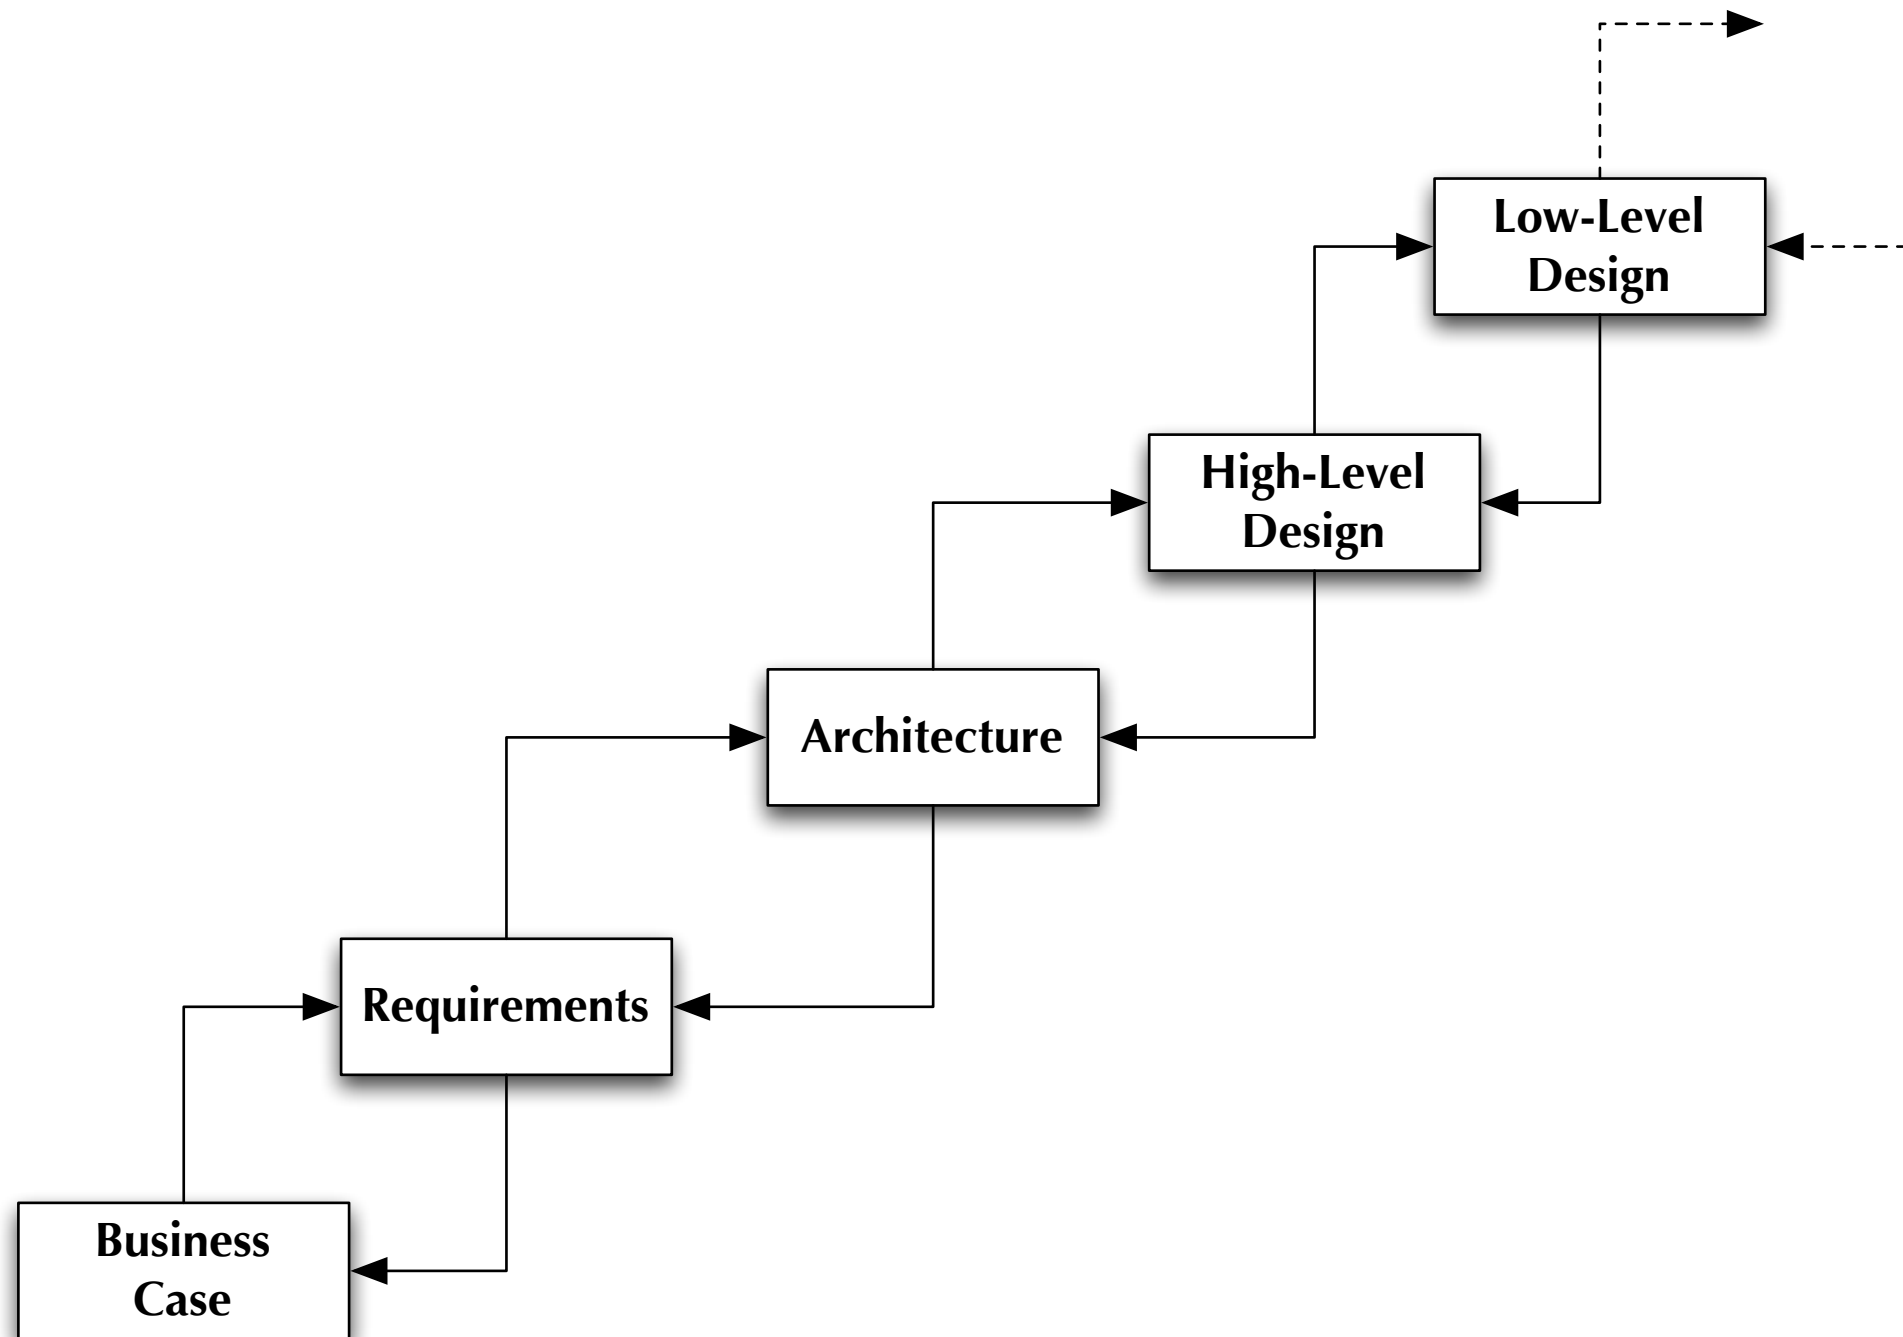 Low-Level
Design
High-Level
Design
Architecture
Requirements
Business
Case